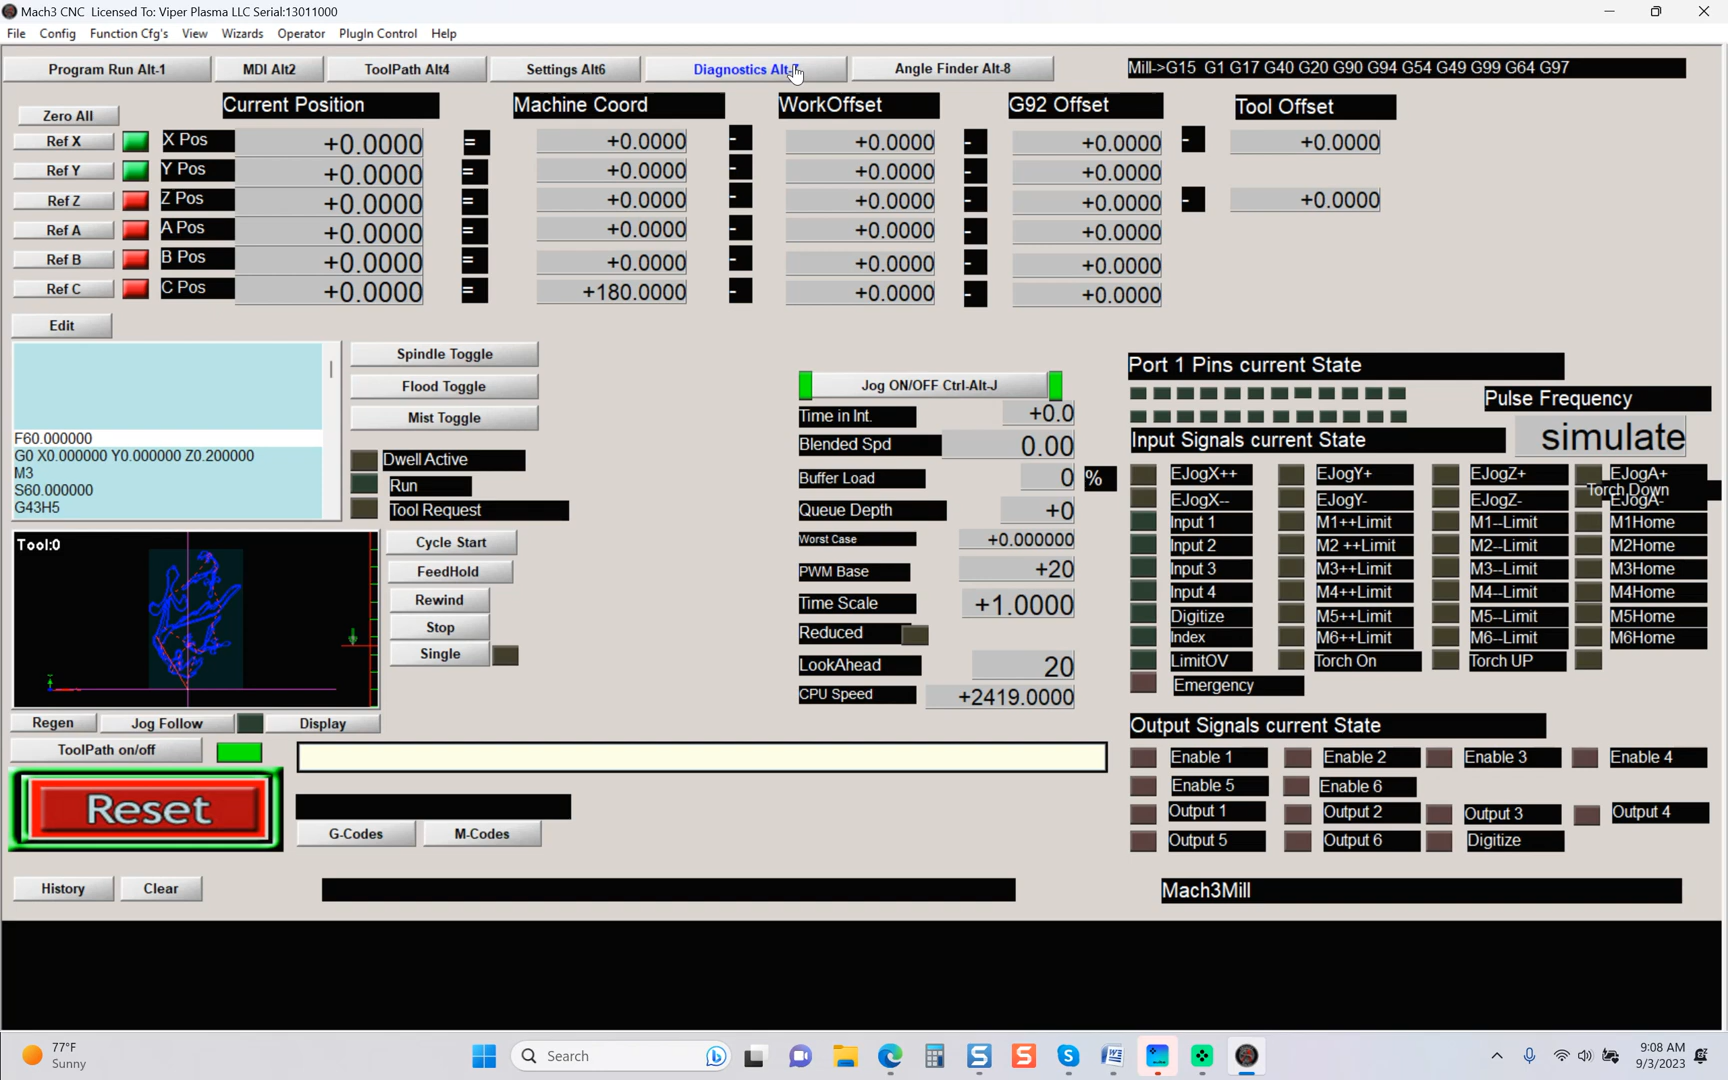 Mach3 CNC Licensed To: Viper Plasma LLC Serial:13011000
File Config Function Cfg's View Wizards Operator PlugIn Control Help
Program Run Alt-1 MDI Alt2 ToolPath Alt4 Settings Alt6 Diagnostics Alt- Angle Finder Alt-8 Mill->G15 G1 G17 G40 G20 G90 G94 G54 G49 G99 G64 G97
Current Position Machine Coord WorkOffset G92 Offset Tool Offset
Zero All
Ref X X Pos +0.0000 = +0.0000 - +0.0000 - +0.0000 - +0.0000
Ref Y Y Pos +0.0000 = +0.0000 - +0.0000 - +0.0000
Ref Z Z Pos +0.0000 = +0.0000 - +0.0000 - +0.0000 - +0.0000
Ref A A Pos +0.0000 = +0.0000 - +0.0000 - +0.0000
Ref B B Pos +0.0000 = +0.0000 - +0.0000 - +0.0000
Ref C C Pos +0.0000 = +180.0000 - +0.0000 - +0.0000
Edit
F60.000000
G0 X0.000000 Y0.000000 Z0.200000
M3
S60.000000
G43H5
Spindle Toggle
Flood Toggle
Mist Toggle
Dwell Active
Run
Tool Request
Tool:0
Cycle Start
FeedHold
Rewind
Stop
Single
Regen Jog Follow Display
ToolPath on/off
Reset
G-Codes M-Codes
History Clear
Jog ON/OFF Ctrl-Alt-J
Time in Int. +0.0
Blended Spd 0.00
Buffer Load 0 %
Queue Depth +0
Worst Case +0.000000
PWM Base +20
Time Scale +1.0000
Reduced
LookAhead 20
CPU Speed +2419.0000
Port 1 Pins current State
Pulse Frequency
simulate
Input Signals current State
EJogX++ EJogY+ EJogZ+ EJogA+
Torch Down
EJogX-- EJogY- EJogZ- EJogA-
Input 1 M1++Limit M1--Limit M1Home
Input 2 M2 ++Limit M2--Limit M2Home
Input 3 M3++Limit M3--Limit M3Home
Input 4 M4++Limit M4--Limit M4Home
Digitize M5++Limit M5--Limit M5Home
Index M6++Limit M6--Limit M6Home
LimitOV Torch On Torch UP
Emergency
Output Signals current State
Enable 1 Enable 2 Enable 3 Enable 4
Enable 5 Enable 6
Output 1 Output 2 Output 3 Output 4
Output 5 Output 6 Digitize
Mach3Mill
77°F
Sunny
Search
9:08 AM
9/3/2023